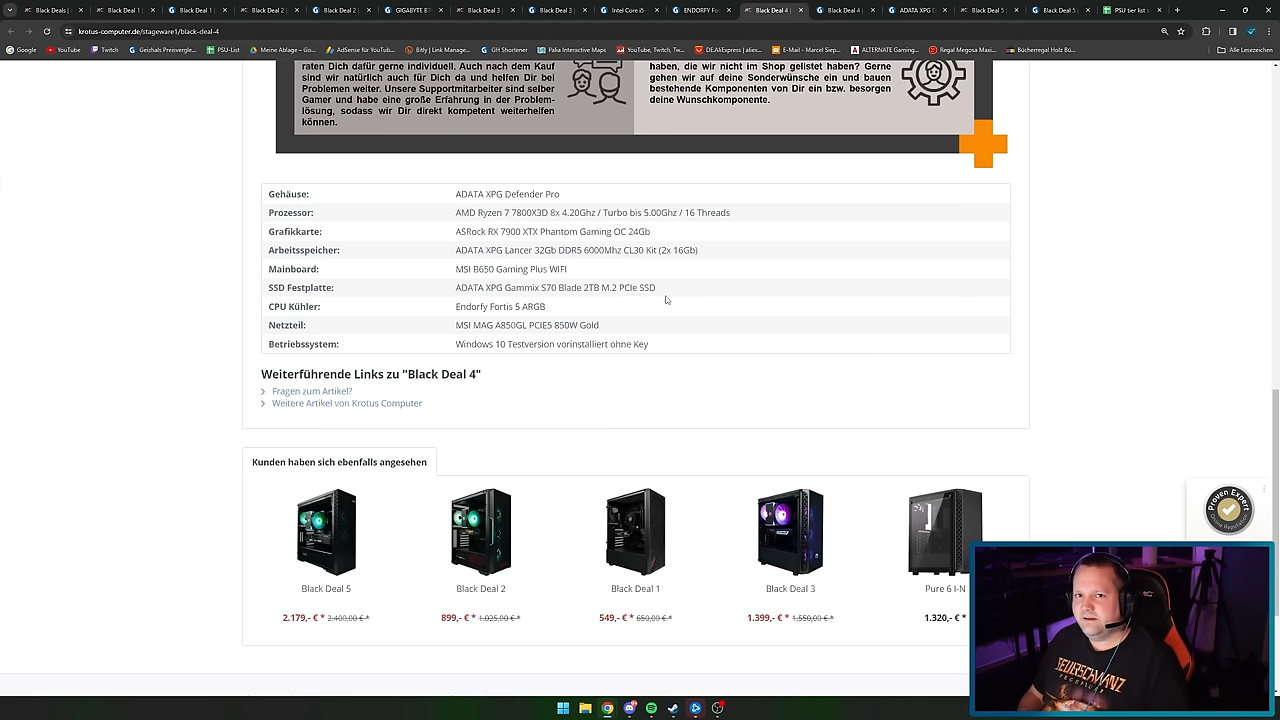 Black Deals |
Black Deal 1
Black Deal 1
Black Deal 2
Black Deal 2
GIGABYTE B7
Black Deal 3
Black Deal 3
Intel Core i5-
ENDORFY Fo
Black Deal 4
Black Deal 4
ADATA XPG D
Black Deal 5
Black Deal 5
PSU tier list
krotus-computer.de/stageware1/black-deal-4
Google
YouTube
Twitch
Geizhals Preisvergle...
PSU-List
Meine Ablage – Go...
AdSense for YouTub...
Bitly | Link Manage...
GH Shortener
Palia Interactive Maps
YouTube, Twitch, Tw...
DE.AliExpress | aliex...
E-Mail – Marcel Siep...
ALTERNATE Gaming...
Regal Megosa Maxi...
Bücherregal Holz Bü...
Alle Lesezeichen
raten Dich dafür gerne individuell. Auch nach dem Kauf
sind wir natürlich auch für Dich da und helfen Dir bei
Problemen weiter. Unsere Supportmitarbeiter sind selber
Gamer und habe eine große Erfahrung in der Problem-
lösung, sodass wir Dir direkt kompetent weiterhelfen
können.
haben, die wir nicht im Shop gelistet haben? Gerne
gehen wir auf deine Sonderwünsche ein und bauen
bestehende Komponenten von Dir ein bzw. besorgen
deine Wunschkomponente.
Gehäuse: ADATA XPG Defender Pro
Prozessor: AMD Ryzen 7 7800X3D 8x 4.20Ghz / Turbo bis 5.00Ghz / 16 Threads
Grafikkarte: ASRock RX 7900 XTX Phantom Gaming OC 24Gb
Arbeitsspeicher: ADATA XPG Lancer 32Gb DDR5 6000Mhz CL30 Kit (2x 16Gb)
Mainboard: MSI B650 Gaming Plus WIFI
SSD Festplatte: ADATA XPG Gammix S70 Blade 2TB M.2 PCIe SSD
CPU Kühler: Endorfy Fortis 5 ARGB
Netzteil: MSI MAG A850GL PCIE5 850W Gold
Betriebssystem: Windows 10 Testversion vorinstalliert ohne Key
Weiterführende Links zu "Black Deal 4"
Fragen zum Artikel?
Weitere Artikel von Krotus Computer
Kunden haben sich ebenfalls angesehen
Black Deal 5 Black Deal 2 Black Deal 1 Black Deal 3 Pure 6 I-N
2.179,- € * 2.400,00 € * 899,- € * 1.025,00 € * 549,- € * 650,00 € * 1.399,- € * 1.550,00 € * 1.320,- € *
Proven Expert
Online Reputation